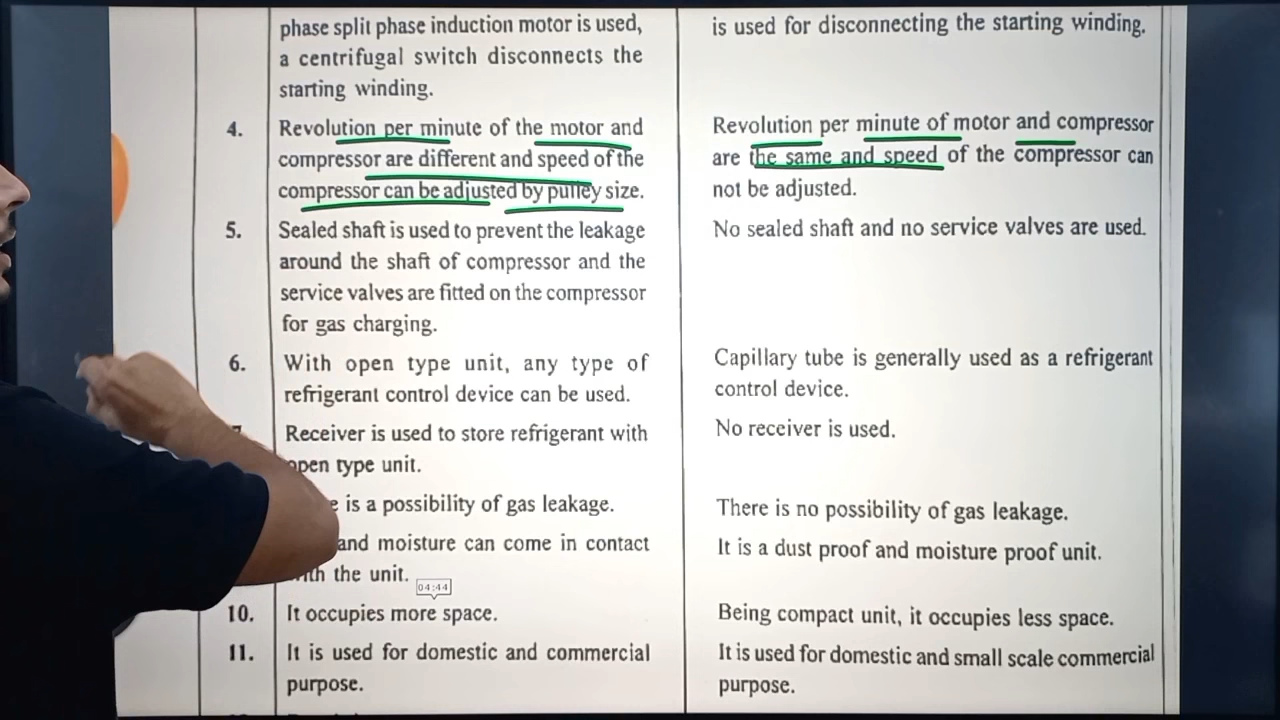 phase split phase induction motor is used,
a centrifugal switch disconnects the
starting winding.
is used for disconnecting the starting winding.
4. Revolution per minute of the motor and
compressor are different and speed of the
compressor can be adjusted by pulley size.
Revolution per minute of motor and compressor
are the same and speed of the compressor can
not be adjusted.
5. Sealed shaft is used to prevent the leakage
around the shaft of compressor and the
service valves are fitted on the compressor
for gas charging.
No sealed shaft and no service valves are used.
6. With open type unit, any type of
refrigerant control device can be used.
Capillary tube is generally used as a refrigerant
control device.
Receiver is used to store refrigerant with
open type unit.
No receiver is used.
is a possibility of gas leakage.
There is no possibility of gas leakage.
and moisture can come in contact
the unit.
It is a dust proof and moisture proof unit.
04:44
10. It occupies more space.
Being compact unit, it occupies less space.
11. It is used for domestic and commercial
purpose.
It is used for domestic and small scale commercial
purpose.